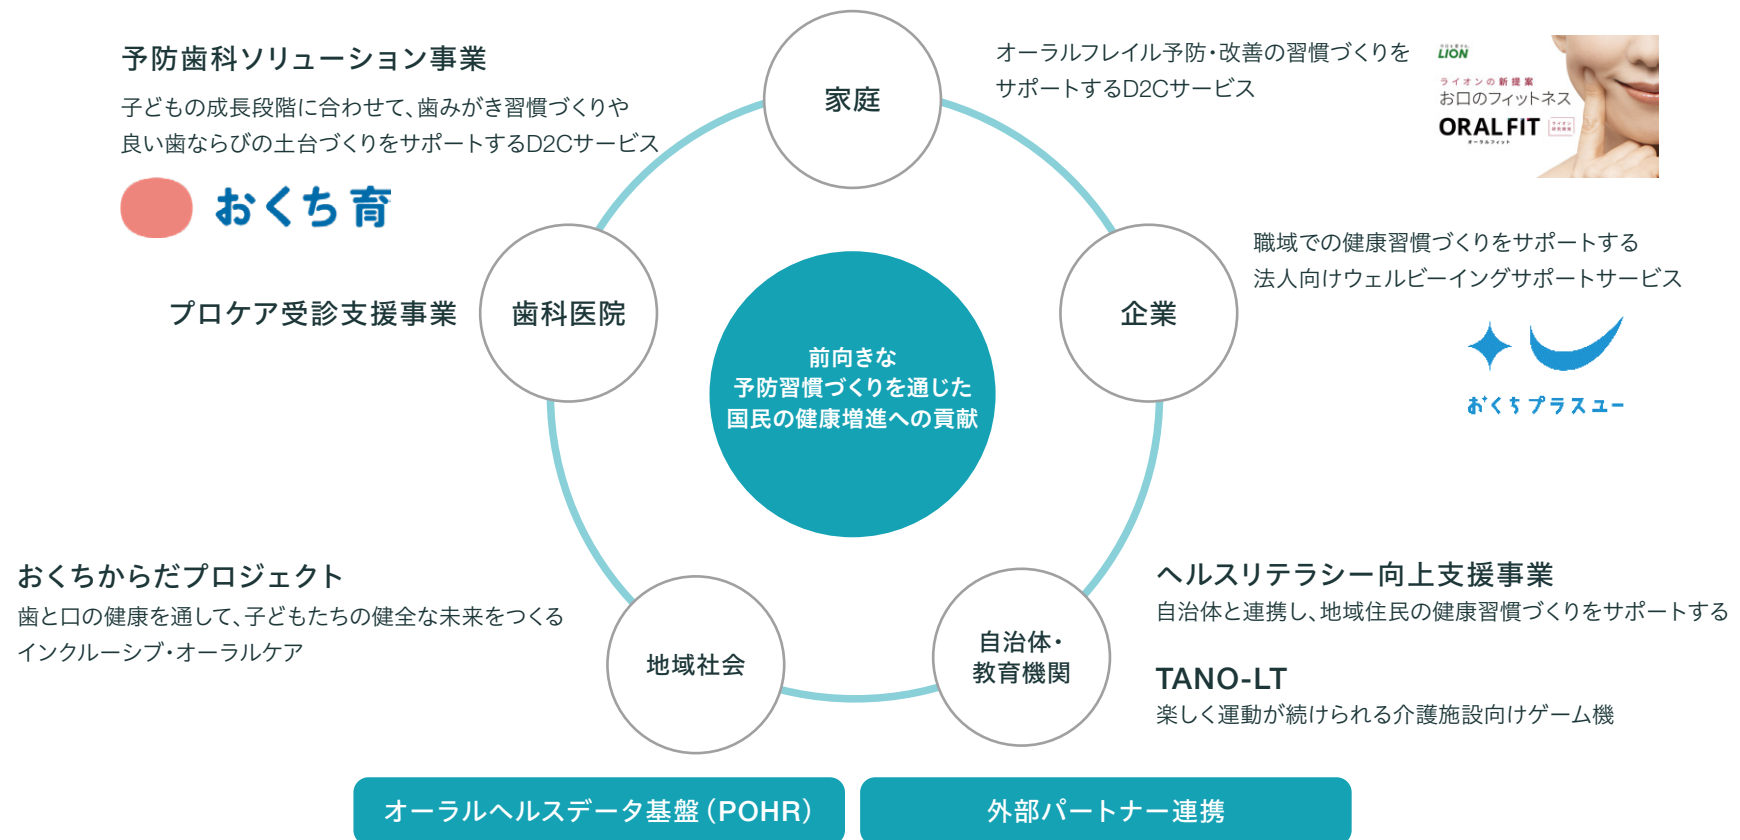 予防歯科ソリューション事業
子どもの成長段階に合わせて、歯みがき習慣づくりや
良い歯ならびの土台づくりをサポートするD2Cサービス
おくち育
家庭
オーラルフレイル予防・改善の習慣づくりを
サポートするD2Cサービス
LION
ライオンの新提案
お口のフィットネス
ORAL FIT
オーラルフィット
プロケア受診支援事業
歯科医院
企業
職域での健康習慣づくりをサポートする
法人向けウェルビーイングサポートサービス
おくちプラスユー
前向きな
予防習慣づくりを通じた
国民の健康増進への貢献
おくちからだプロジェクト
歯と口の健康を通して、子どもたちの健全な未来をつくる
インクルーシブ・オーラルケア
地域社会
自治体・
教育機関
ヘルスリテラシー向上支援事業
自治体と連携し、地域住民の健康習慣づくりをサポートする
TANO-LT
楽しく運動が続けられる介護施設向けゲーム機
オーラルヘルスデータ基盤（POHR）
外部パートナー連携